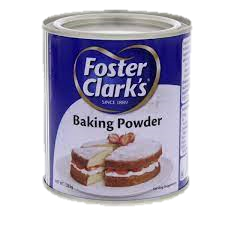 Foster
Clark's
SINCE 1889
Baking Powder